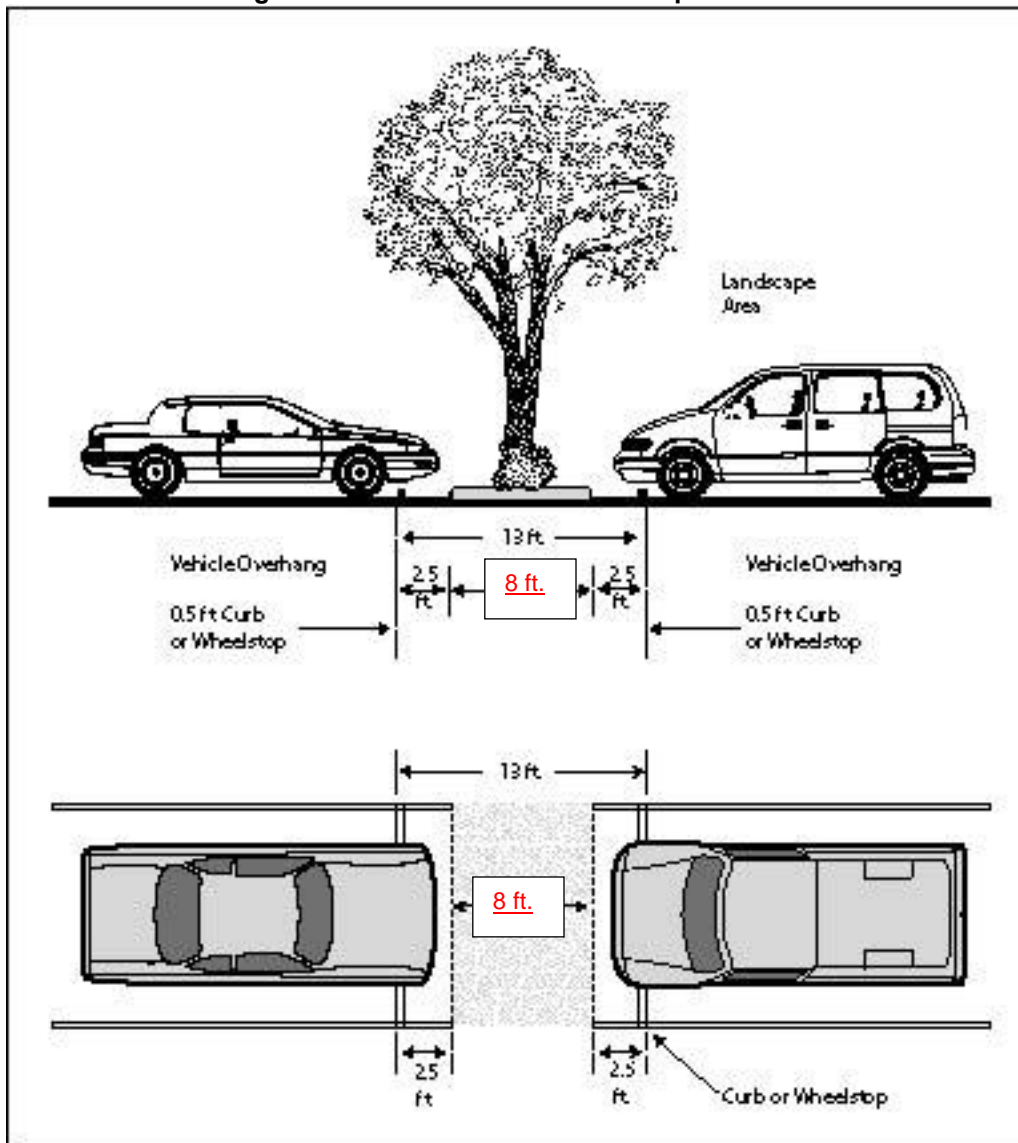 Landscape
Area
13 ft.
Vehicle Overhang
2.5
ft
8 ft.
2.5
ft
Vehicle Overhang
0.5 ft Curb
or Wheelstop
0.5 ft Curb
or Wheelstop
13 ft.
8 ft.
2.5
ft
2.5
ft
Curb or Wheelstop